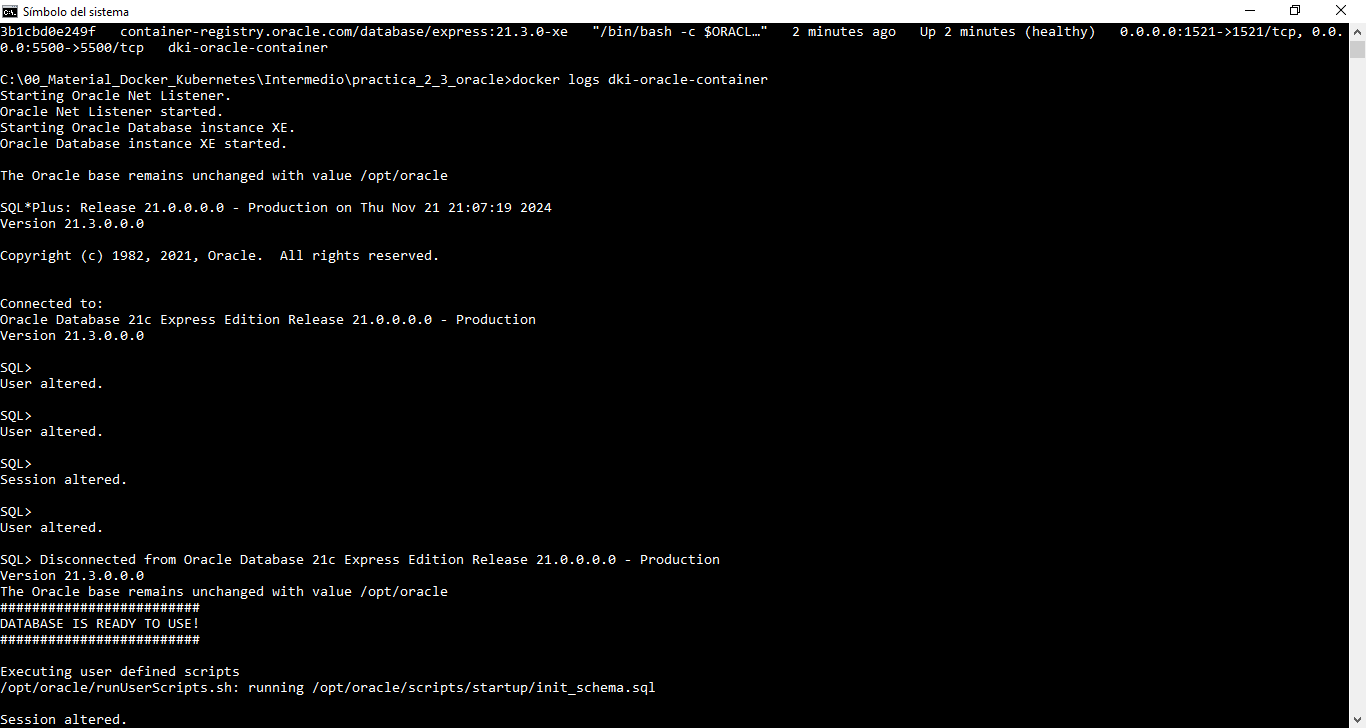 Símbolo del sistema
3b1cbd0e249f   container-registry.oracle.com/database/express:21.3.0-xe   "/bin/bash -c $ORACL…"   2 minutes ago   Up 2 minutes (healthy)   0.0.0.0:1521->1521/tcp, 0.0.
0.0:5500->5500/tcp   dki-oracle-container
C:\00_Material_Docker_Kubernetes\Intermedio\practica_2_3_oracle>docker logs dki-oracle-container
Starting Oracle Net Listener.
Oracle Net Listener started.
Starting Oracle Database instance XE.
Oracle Database instance XE started.
The Oracle base remains unchanged with value /opt/oracle
SQL*Plus: Release 21.0.0.0.0 - Production on Thu Nov 21 21:07:19 2024
Version 21.3.0.0.0
Copyright (c) 1982, 2021, Oracle.  All rights reserved.
Connected to:
Oracle Database 21c Express Edition Release 21.0.0.0.0 - Production
Version 21.3.0.0.0
SQL>
User altered.
SQL>
User altered.
SQL>
Session altered.
SQL>
User altered.
SQL> Disconnected from Oracle Database 21c Express Edition Release 21.0.0.0.0 - Production
Version 21.3.0.0.0
The Oracle base remains unchanged with value /opt/oracle
#########################
DATABASE IS READY TO USE!
#########################
Executing user defined scripts
/opt/oracle/runUserScripts.sh: running /opt/oracle/scripts/startup/init_schema.sql
Session altered.